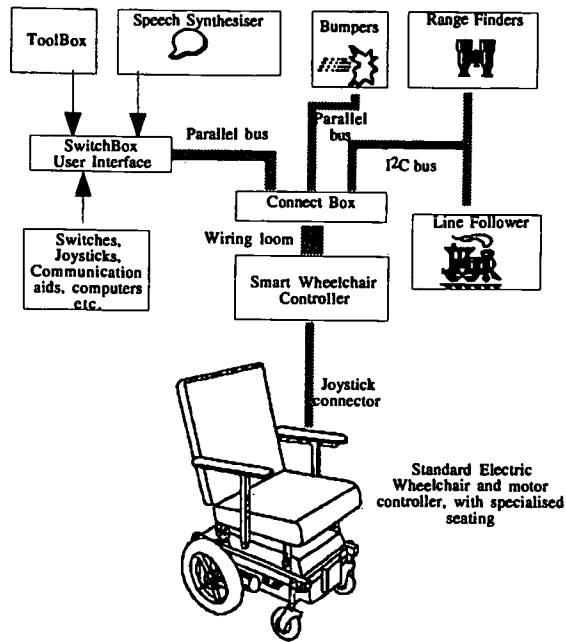 ToolBox
Speech Synthesiser
Bumpers
Range Finders
Parallel bus
Parallel
bus
I2C bus
SwitchBox
User Interface
Connect Box
Line Follower
Wiring loom
Switches,
Joysticks,
Communication
aids, computers
etc.
Smart Wheelchair
Controller
Joystick
connector
Standard Electric
Wheelchair and motor
controller, with specialised
seating